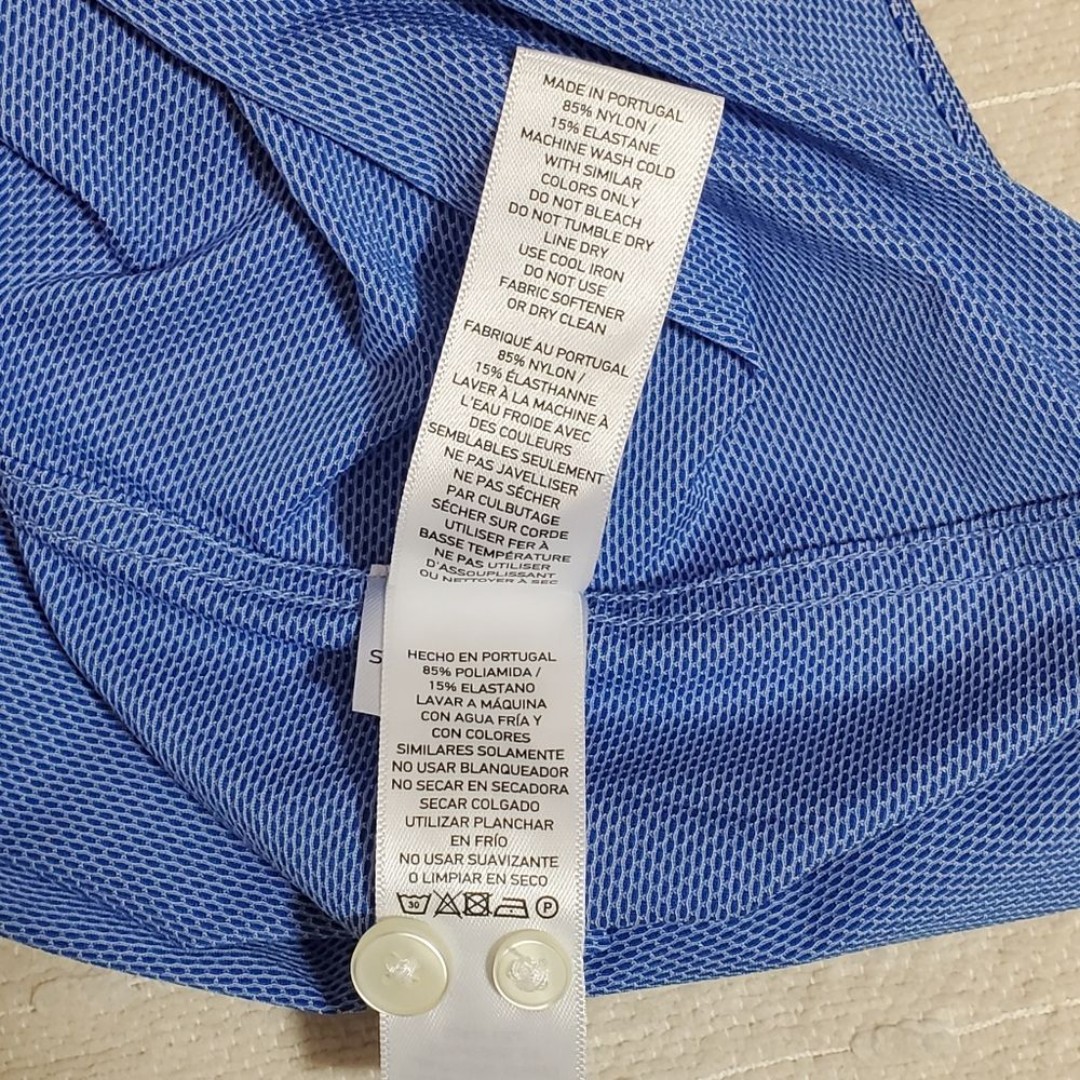 MADE IN PORTUGAL
85% NYLON /
15% ELASTANE
MACHINE WASH COLD
WITH SIMILAR
COLORS ONLY
DO NOT BLEACH
DO NOT TUMBLE DRY
LINE DRY
USE COOL IRON
DO NOT USE
FABRIC SOFTENER
OR DRY CLEAN
FABRIQUÉ AU PORTUGAL
85% NYLON /
15% ÉLASTHANNE
LAVER À LA MACHINE À
L'EAU FROIDE AVEC
DES COULEURS
SEMBLABLES SEULEMENT
NE PAS JAVELLISER
NE PAS SÉCHER
PAR CULBUTAGE
SÉCHER SUR CORDE
UTILISER FER À
BASSE TEMPÉRATURE
NE PAS UTILISER
D'ASSOUPLISSANT
OU NETTOYER À SEC
S
HECHO EN PORTUGAL
85% POLIAMIDA /
15% ELASTANO
LAVAR A MÁQUINA
CON AGUA FRÍA Y
CON COLORES
SIMILARES SOLAMENTE
NO USAR BLANQUEADOR
NO SECAR EN SECADORA
SECAR COLGADO
UTILIZAR PLANCHAR
EN FRÍO
NO USAR SUAVIZANTE
O LIMPIAR EN SECO
30 P